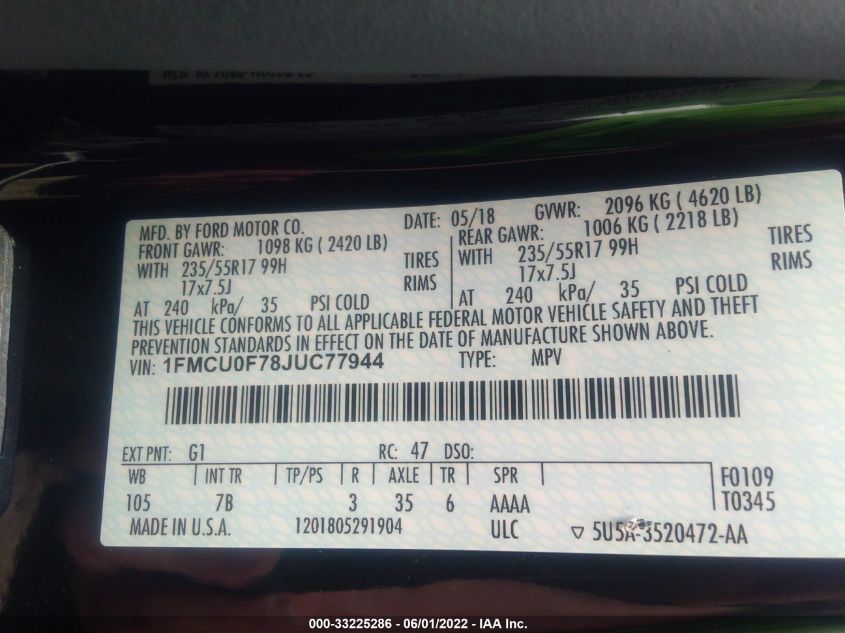 MFD. BY FORD MOTOR CO. DATE: 05/18 GVWR: 2096 KG ( 4620 LB)
FRONT GAWR: 1098 KG ( 2420 LB) REAR GAWR: 1006 KG ( 2218 LB)
WITH 235/55R17 99H TIRES WITH 235/55R17 99H TIRES
17x7.5J RIMS 17x7.5J RIMS
AT 240 kPa/ 35 PSI COLD AT 240 kPa/ 35 PSI COLD
THIS VEHICLE CONFORMS TO ALL APPLICABLE FEDERAL MOTOR VEHICLE SAFETY AND THEFT
PREVENTION STANDARDS IN EFFECT ON THE DATE OF MANUFACTURE SHOWN ABOVE.
VIN: 1FMCU0F78JUC77944 TYPE: MPV
EXT PNT: G1 RC: 47 DSO:
WB INT TR TP/PS R AXLE TR SPR F0109
105 7B 3 35 6 AAAA T0345
MADE IN U.S.A. 1201805291904 ULC ▽ 5U5A-3520472-AA
000-33225286 - 06/01/2022 - IAA Inc.